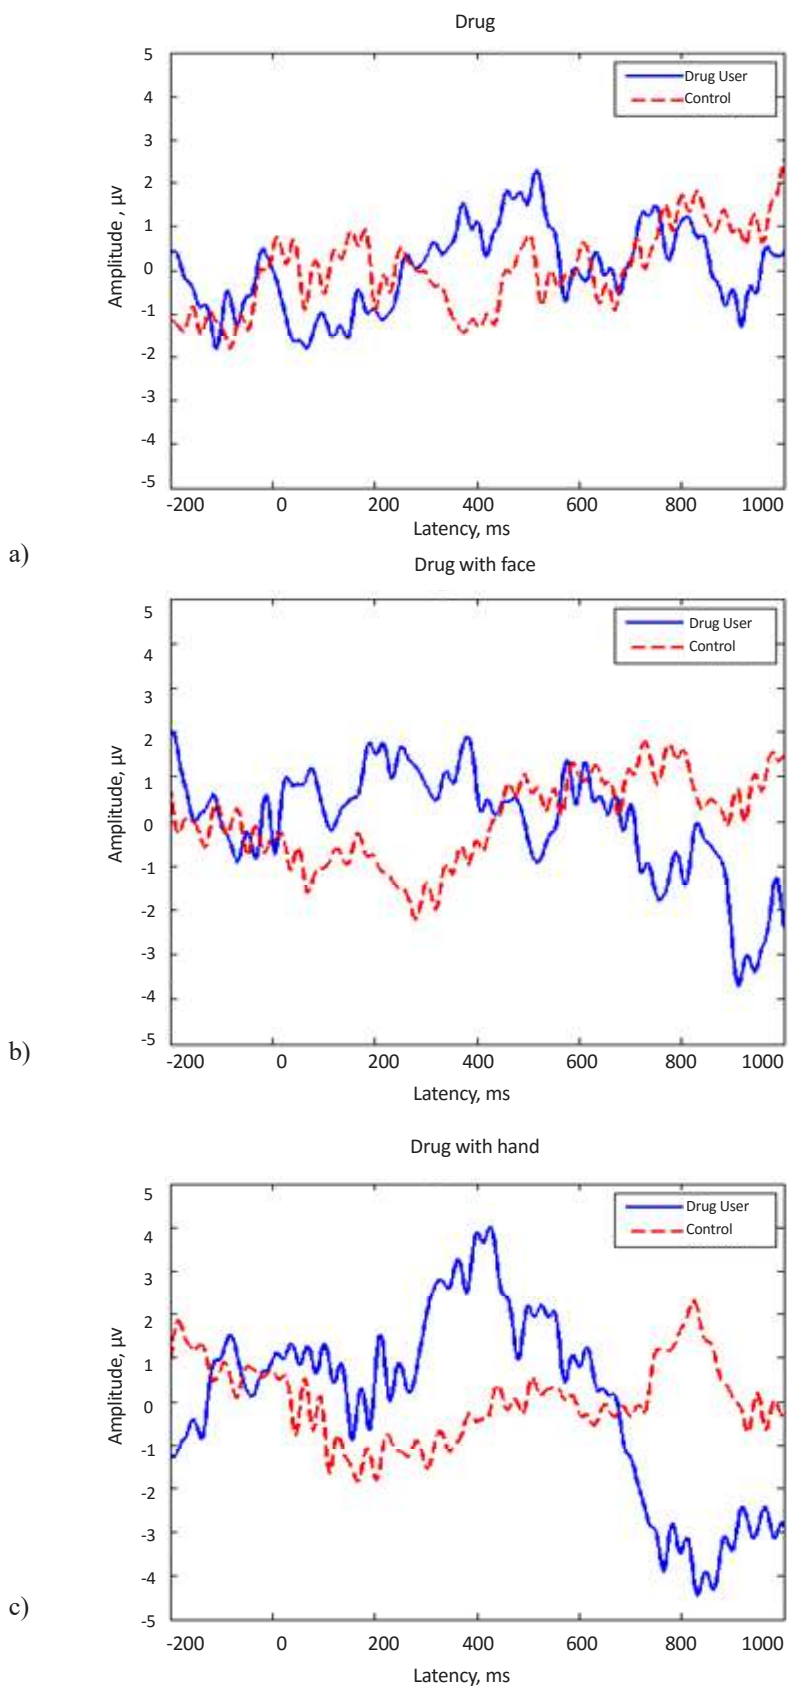 Drug
5
4
3
2
1
0
-1
-2
-3
-4
-5
Amplitude , μv
Drug User
Control
-200 0 200 400 600 800 1000
Latency, ms
a)
Drug with face
5
4
3
2
1
0
-1
-2
-3
-4
-5
Amplitude, μv
Drug User
Control
-200 0 200 400 600 800 1000
Latency, ms
b)
Drug with hand
5
4
3
2
1
0
-1
-2
-3
-4
-5
Amplitude, μv
Drug User
Control
-200 0 200 400 600 800 1000
Latency, ms
c)